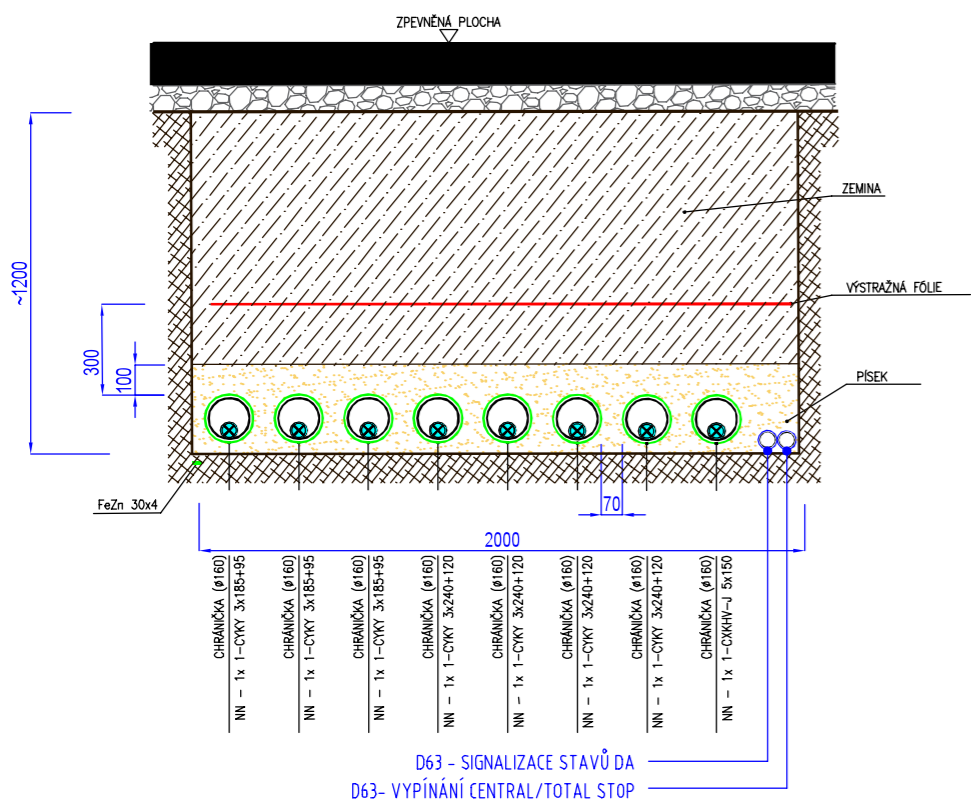 ZPEVNĚNÁ PLOCHA
ZEMINA
~1200
VÝSTRAŽNÁ FÓLIE
300
100
PÍSEK
FeZn 30x4
70
2000
CHRÁNIČKA (ø160)
NN - 1x 1-CYKY 3x185+95
CHRÁNIČKA (ø160)
NN - 1x 1-CYKY 3x185+95
CHRÁNIČKA (ø160)
NN - 1x 1-CYKY 3x185+95
CHRÁNIČKA (ø160)
NN - 1x 1-CYKY 3x240+120
CHRÁNIČKA (ø160)
NN - 1x 1-CYKY 3x240+120
CHRÁNIČKA (ø160)
NN - 1x 1-CYKY 3x240+120
CHRÁNIČKA (ø160)
NN - 1x 1-CYKY 3x240+120
CHRÁNIČKA (ø160)
NN - 1x 1-CXKHV-J 5x150
D63 - SIGNALIZACE STAVŮ DA
D63- VYPÍNÁNÍ CENTRAL/TOTAL STOP